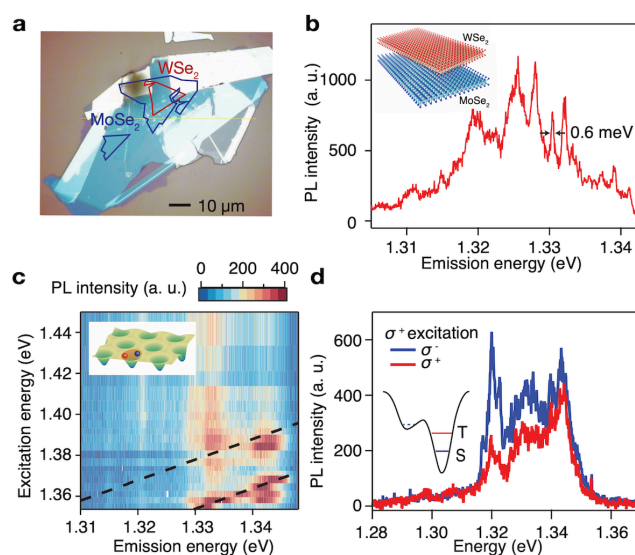 a
WSe2
MoSe2
10 µm
b
PL intensity (a. u.)
1000
500
0
WSe2
MoSe2
0.6 meV
1.31 1.32 1.33 1.34
Emission energy (eV)
c
PL intensity (a. u.)
0 200 400
Excitation energy (eV)
1.44
1.42
1.40
1.38
1.36
1.31 1.32 1.33 1.34
Emission energy (eV)
d
PL intensity (a. u.)
600
400
200
0
σ+ excitation
σ-
σ+
T
S
1.28 1.30 1.32 1.34 1.36
Energy (eV)